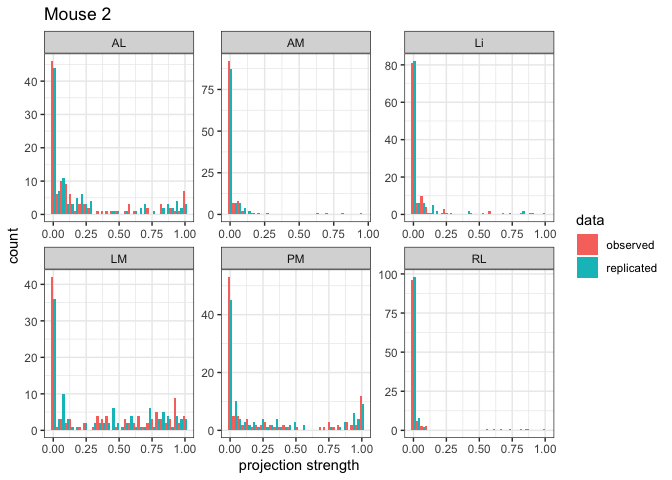 Mouse 2
AL AM Li
40 30 20 10 0
75 50 25 0
80 60 40 20 0
0.00 0.25 0.50 0.75 1.00 0.00 0.25 0.50 0.75 1.00 0.00 0.25 0.50 0.75 1.00
LM PM RL
40 30 20 10 0
40 20 0
100 75 50 25 0
0.00 0.25 0.50 0.75 1.00 0.00 0.25 0.50 0.75 1.00 0.00 0.25 0.50 0.75 1.00
count
projection strength
data
observed
replicated